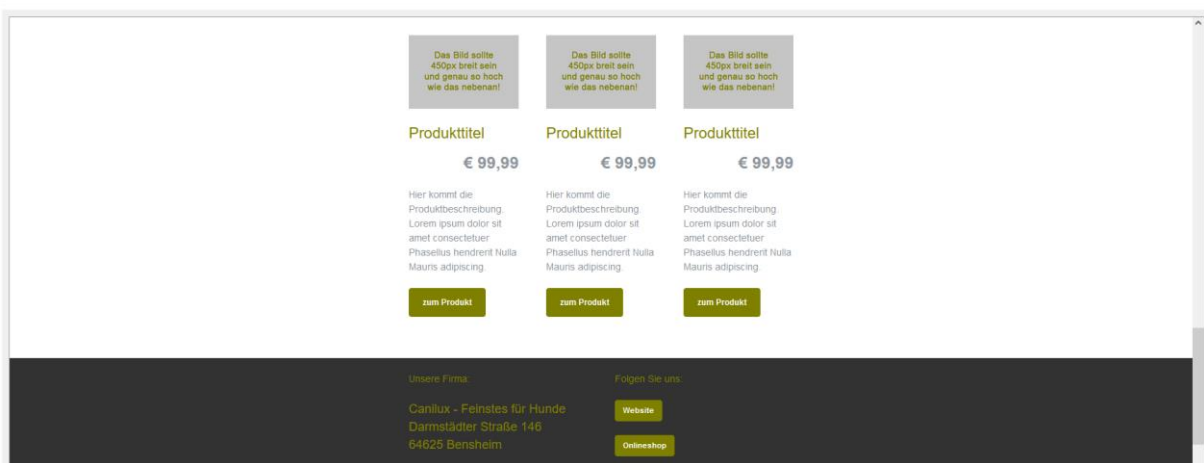 Das Bild sollte
450px breit sein
und genau so hoch
wie das nebenan!
Produkttitel
€ 99,99
Hier kommt die
Produktbeschreibung.
Lorem ipsum dolor sit
amet consectetuer
Phasellus hendrerit Nulla
Mauris adipiscing.
zum Produkt
Das Bild sollte
450px breit sein
und genau so hoch
wie das nebenan!
Produkttitel
€ 99,99
Hier kommt die
Produktbeschreibung.
Lorem ipsum dolor sit
amet consectetuer
Phasellus hendrerit Nulla
Mauris adipiscing.
zum Produkt
Das Bild sollte
450px breit sein
und genau so hoch
wie das nebenan!
Produkttitel
€ 99,99
Hier kommt die
Produktbeschreibung.
Lorem ipsum dolor sit
amet consectetuer
Phasellus hendrerit Nulla
Mauris adipiscing.
zum Produkt
Unsere Firma:
Canilux - Feinstes für Hunde
Darmstädter Straße 146
64625 Bensheim
Folgen Sie uns:
Website
Onlineshop